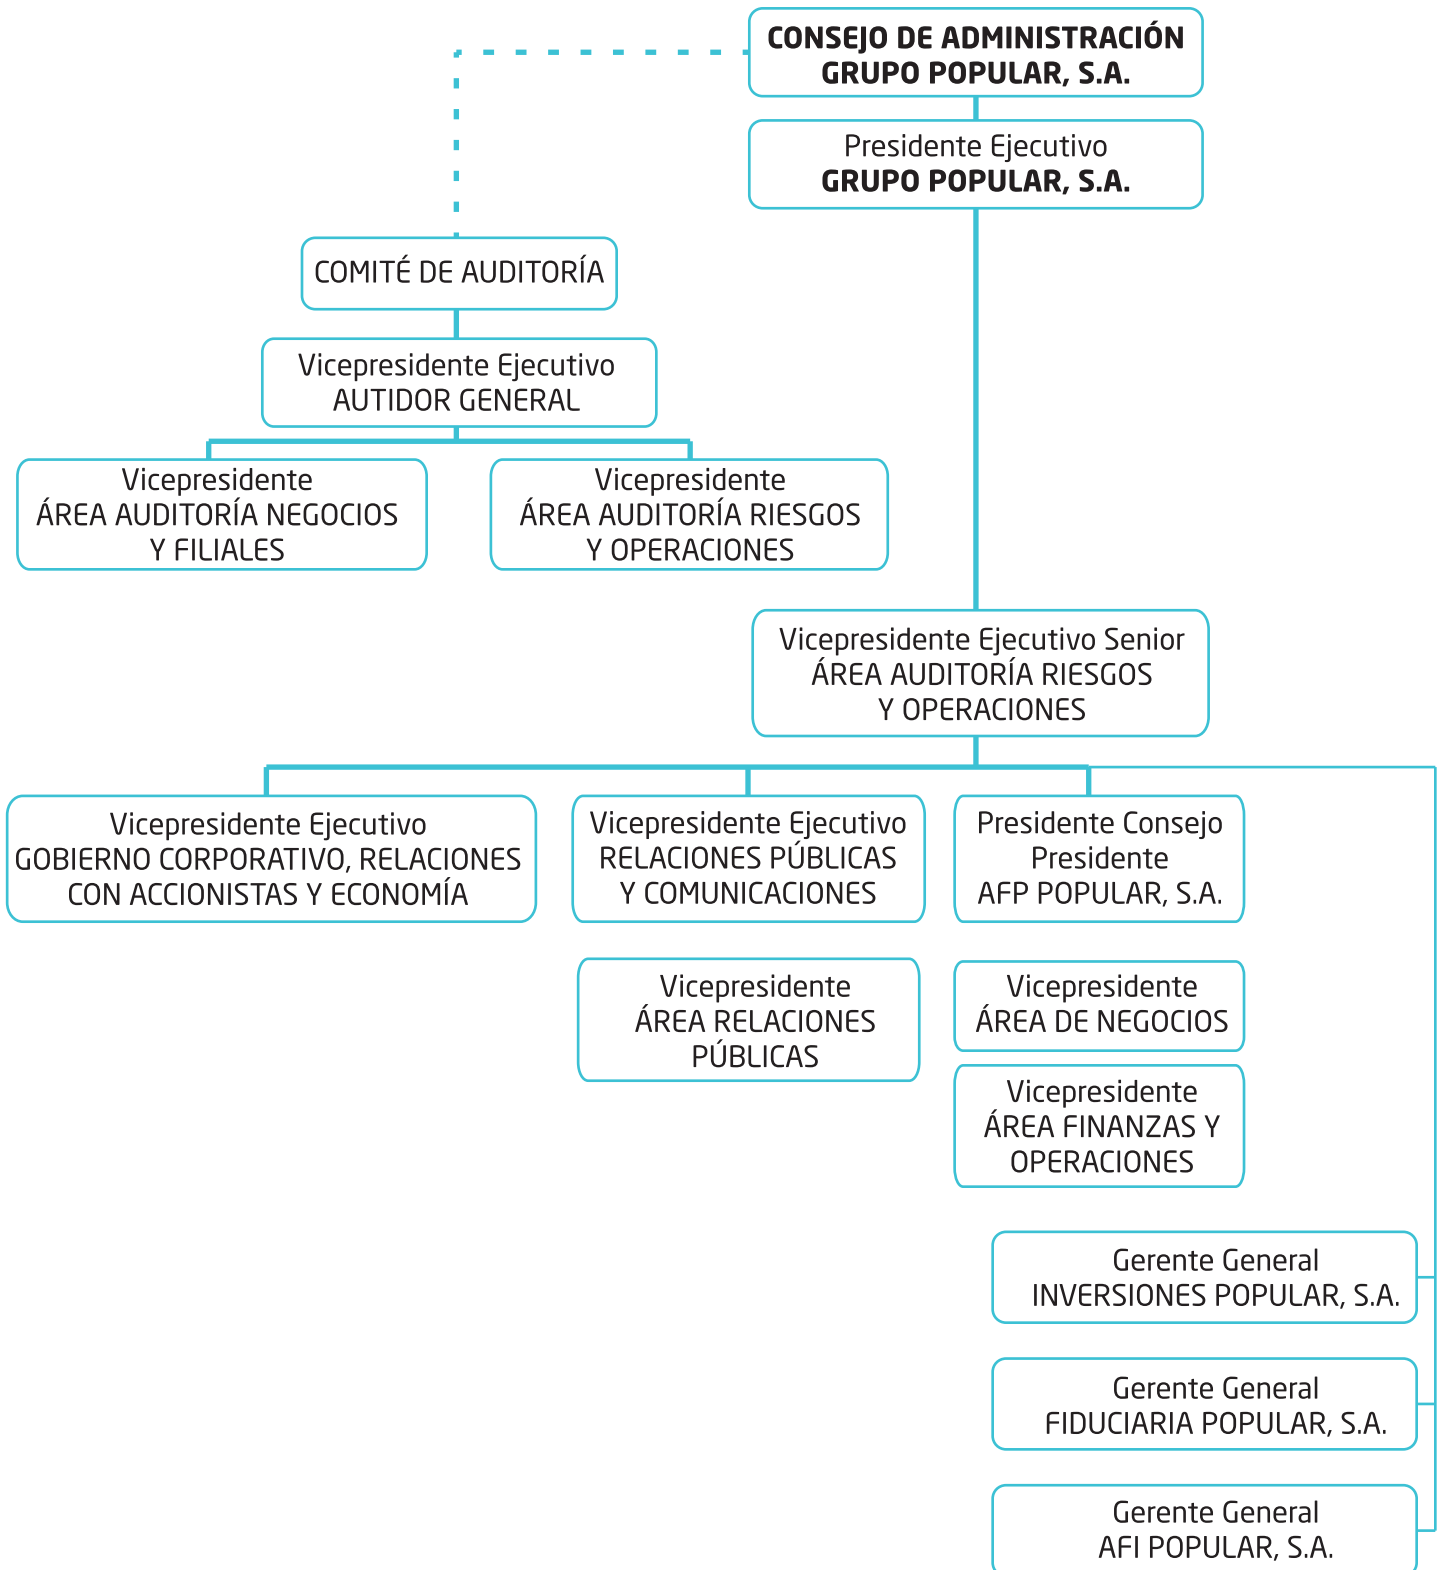 CONSEJO DE ADMINISTRACIÓN
GRUPO POPULAR, S.A.
Presidente Ejecutivo
GRUPO POPULAR, S.A.
COMITÉ DE AUDITORÍA
Vicepresidente Ejecutivo
AUTIDOR GENERAL
Vicepresidente
ÁREA AUDITORÍA NEGOCIOS
Y FILIALES
Vicepresidente
ÁREA AUDITORÍA RIESGOS
Y OPERACIONES
Vicepresidente Ejecutivo Senior
ÁREA AUDITORÍA RIESGOS
Y OPERACIONES
Vicepresidente Ejecutivo
GOBIERNO CORPORATIVO, RELACIONES
CON ACCIONISTAS Y ECONOMÍA
Vicepresidente Ejecutivo
RELACIONES PÚBLICAS
Y COMUNICACIONES
Presidente Consejo
Presidente
AFP POPULAR, S.A.
Vicepresidente
ÁREA RELACIONES
PÚBLICAS
Vicepresidente
ÁREA DE NEGOCIOS
Vicepresidente
ÁREA FINANZAS Y
OPERACIONES
Gerente General
INVERSIONES POPULAR, S.A.
Gerente General
FIDUCIARIA POPULAR, S.A.
Gerente General
AFI POPULAR, S.A.